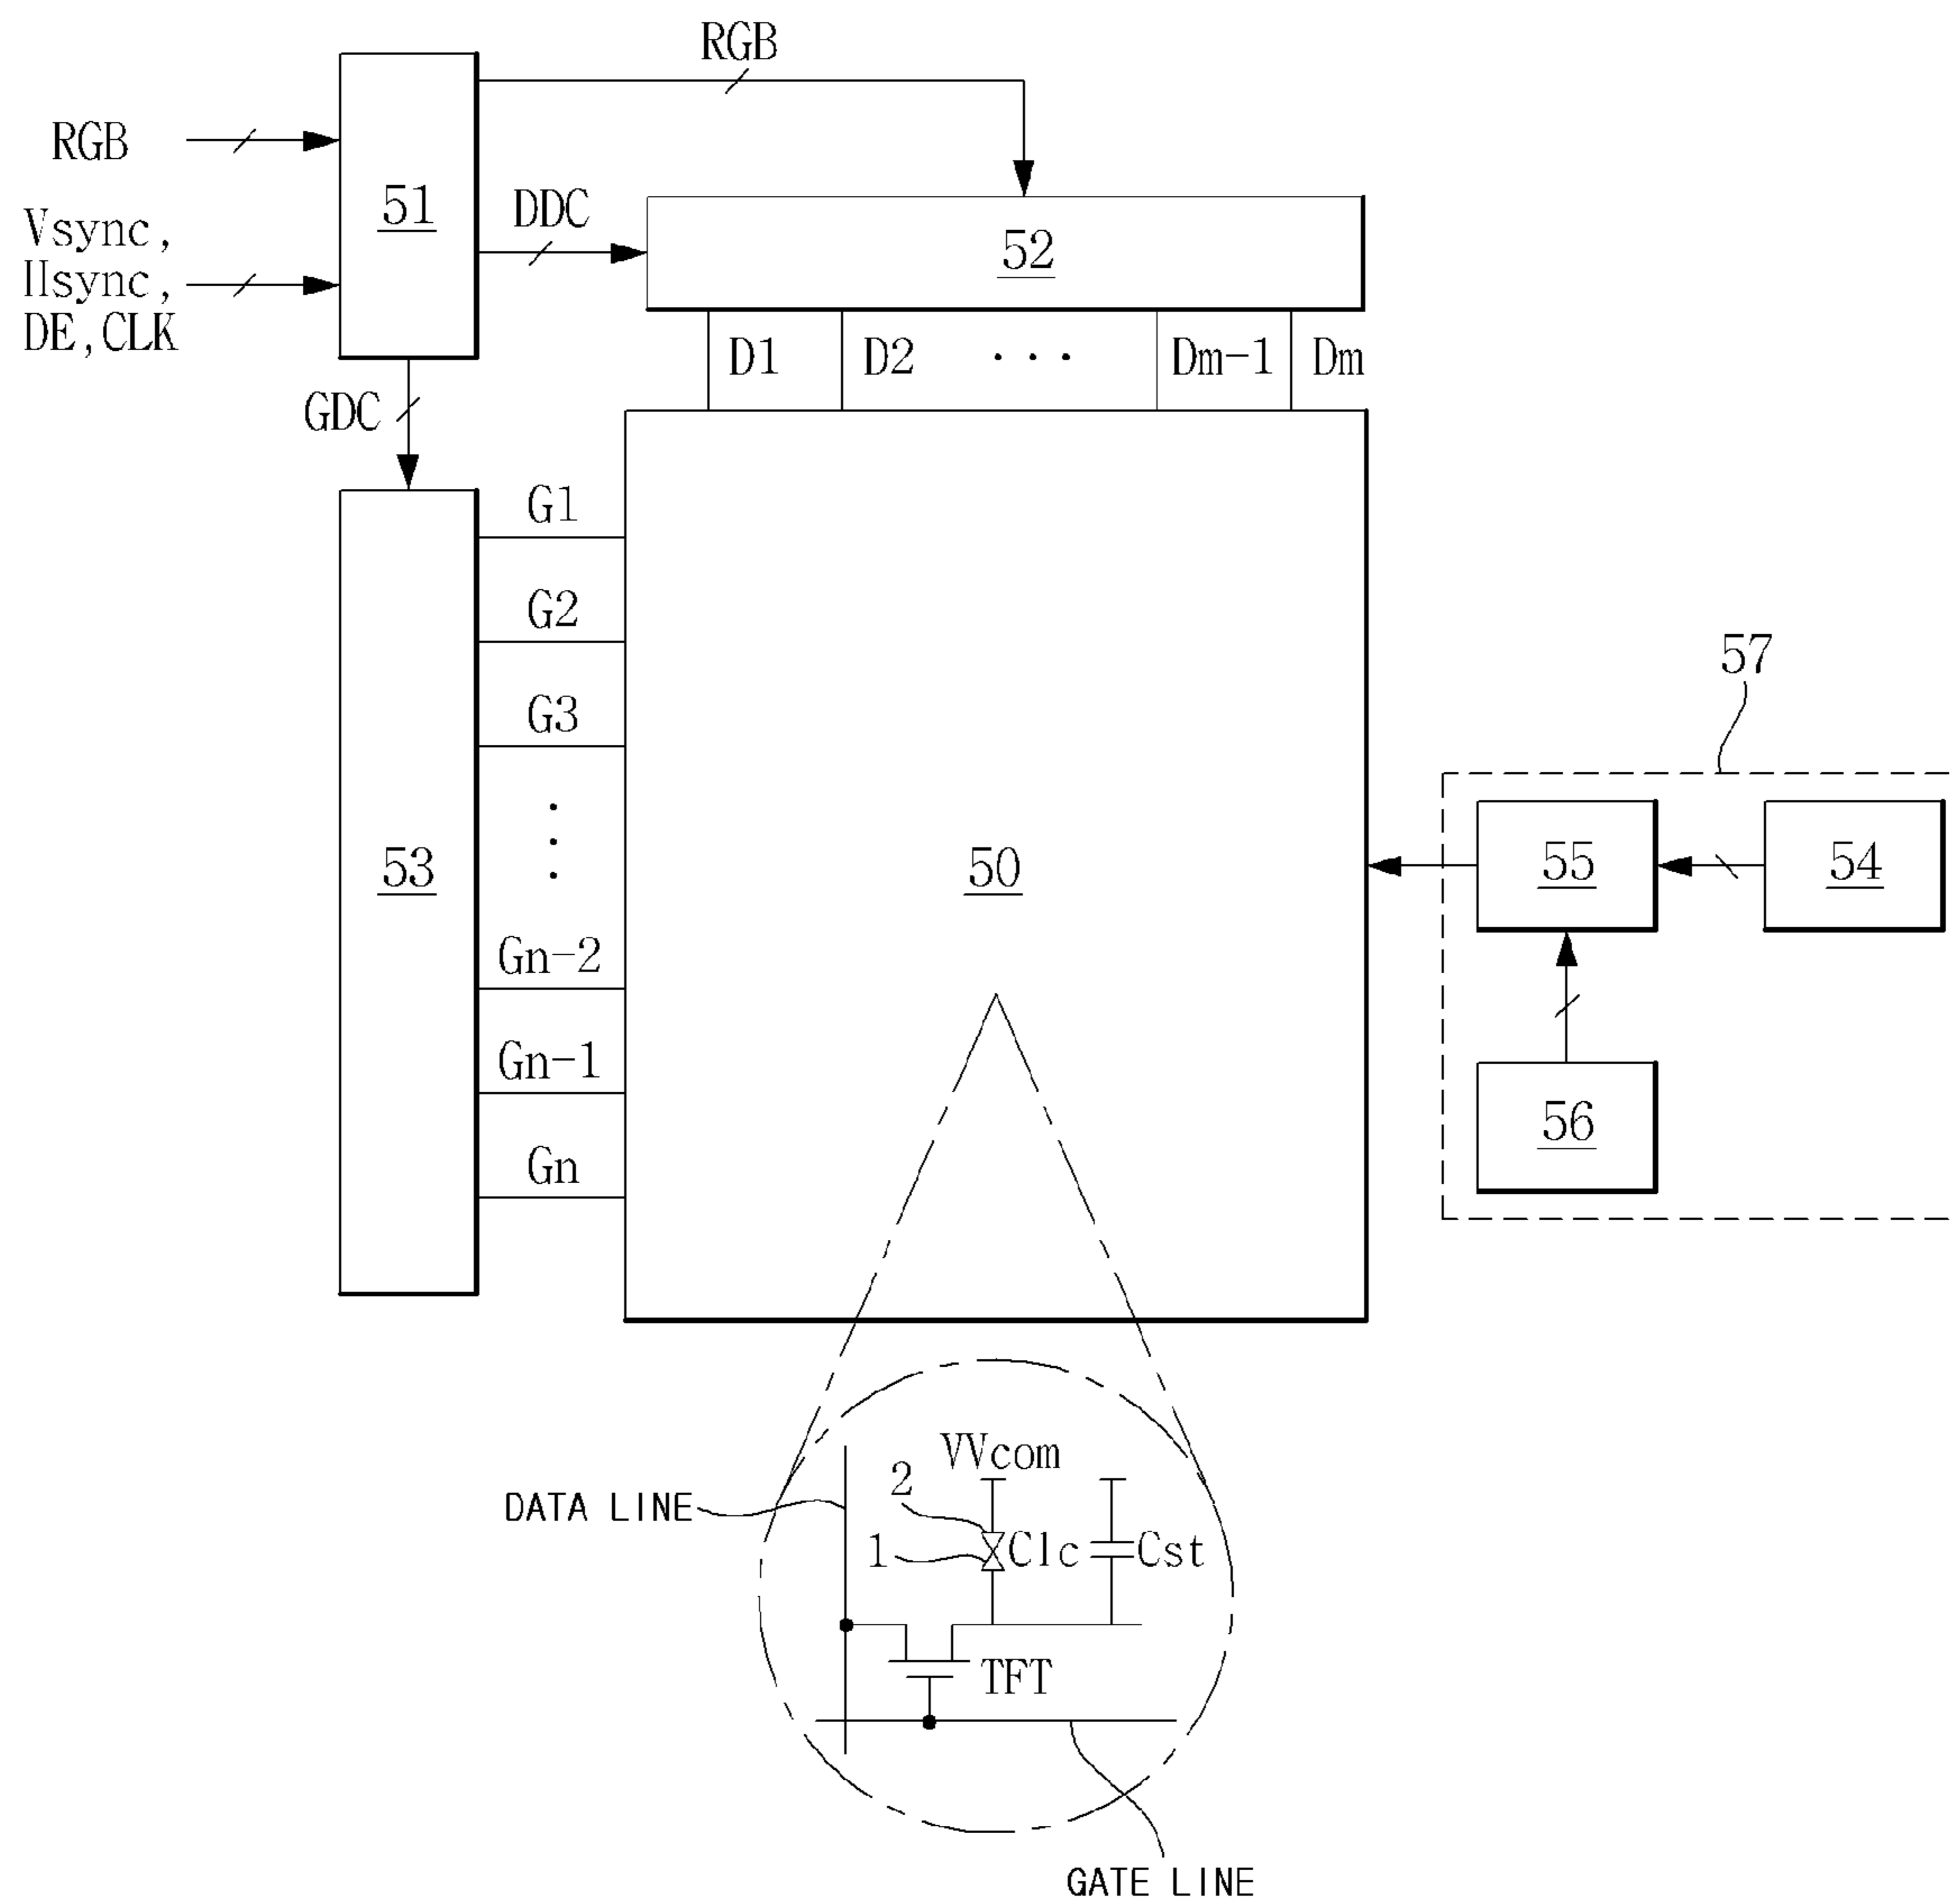 RGB
RGB
51
Vsync,
Hsync,
DE,CLK
DDC
52
D1 D2 ··· Dm-1 Dm
GDC
G1
G2
G3
57
53
50
55
54
Gn-2
Gn-1
56
Gn
VVcom
2
DATA LINE
1
Clc
Cst
TFT
GATE LINE